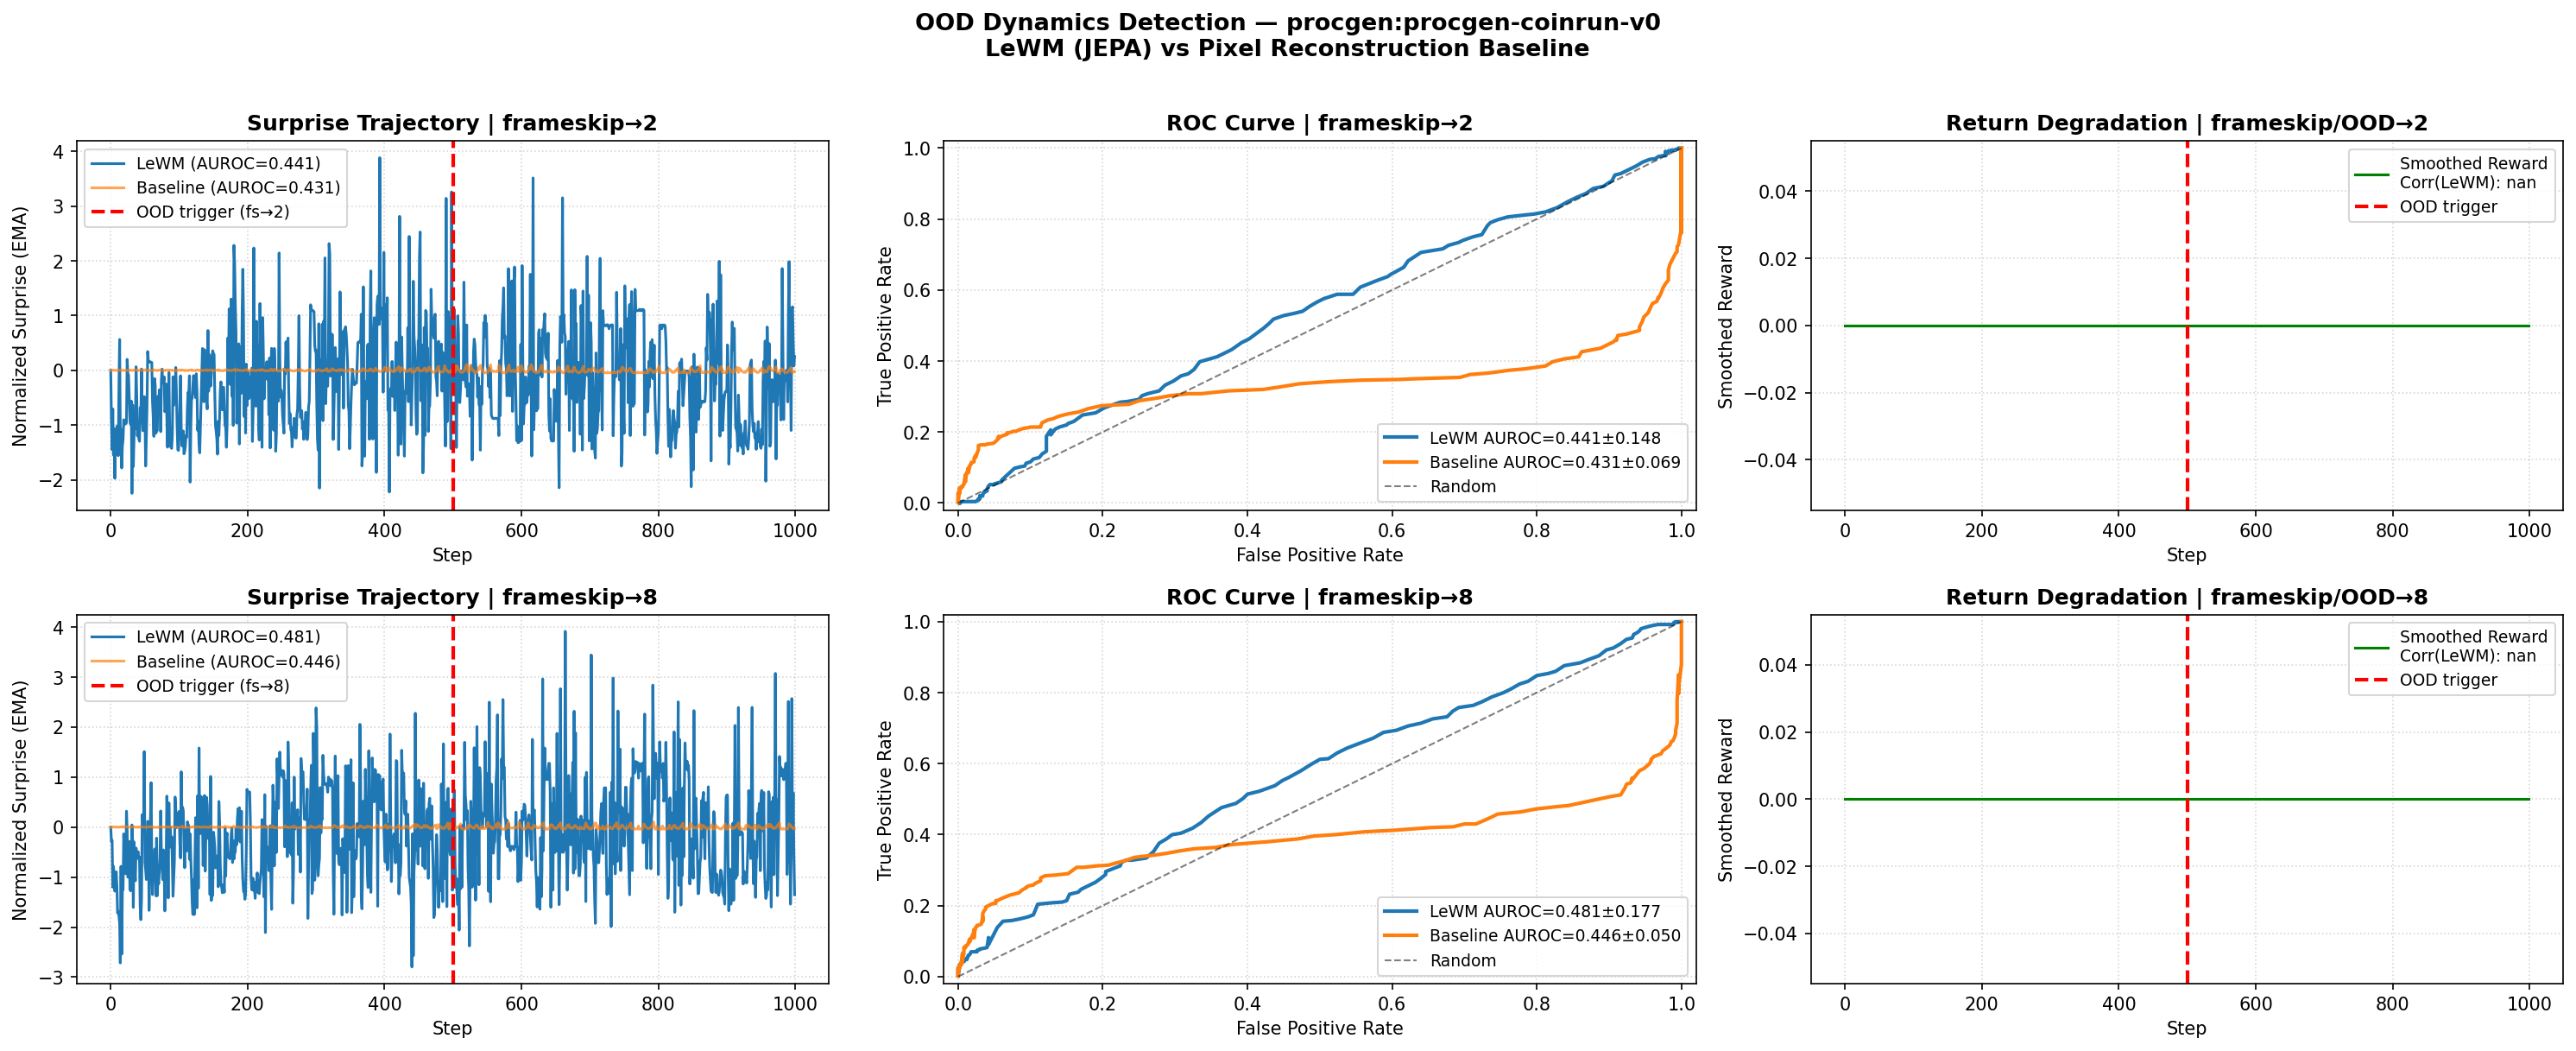 OOD Dynamics Detection — procgen:procgen-coinrun-v0
LeWM (JEPA) vs Pixel Reconstruction Baseline
Surprise Trajectory | frameskip→2
Normalized Surprise (EMA)
4
3
2
1
0
−1
−2
LeWM (AUROC=0.441)
Baseline (AUROC=0.431)
OOD trigger (fs→2)
0 200 400 600 800 1000
Step
ROC Curve | frameskip→2
True Positive Rate
1.0
0.8
0.6
0.4
0.2
0.0
LeWM AUROC=0.441±0.148
Baseline AUROC=0.431±0.069
Random
0.0 0.2 0.4 0.6 0.8 1.0
False Positive Rate
Return Degradation | frameskip/OOD→2
Smoothed Reward
0.04
0.02
0.00
−0.02
−0.04
Smoothed Reward
Corr(LeWM): nan
OOD trigger
0 200 400 600 800 1000
Step
Surprise Trajectory | frameskip→8
Normalized Surprise (EMA)
4
3
2
1
0
−1
−2
−3
LeWM (AUROC=0.481)
Baseline (AUROC=0.446)
OOD trigger (fs→8)
0 200 400 600 800 1000
Step
ROC Curve | frameskip→8
True Positive Rate
1.0
0.8
0.6
0.4
0.2
0.0
LeWM AUROC=0.481±0.177
Baseline AUROC=0.446±0.050
Random
0.0 0.2 0.4 0.6 0.8 1.0
False Positive Rate
Return Degradation | frameskip/OOD→8
Smoothed Reward
0.04
0.02
0.00
−0.02
−0.04
Smoothed Reward
Corr(LeWM): nan
OOD trigger
0 200 400 600 800 1000
Step